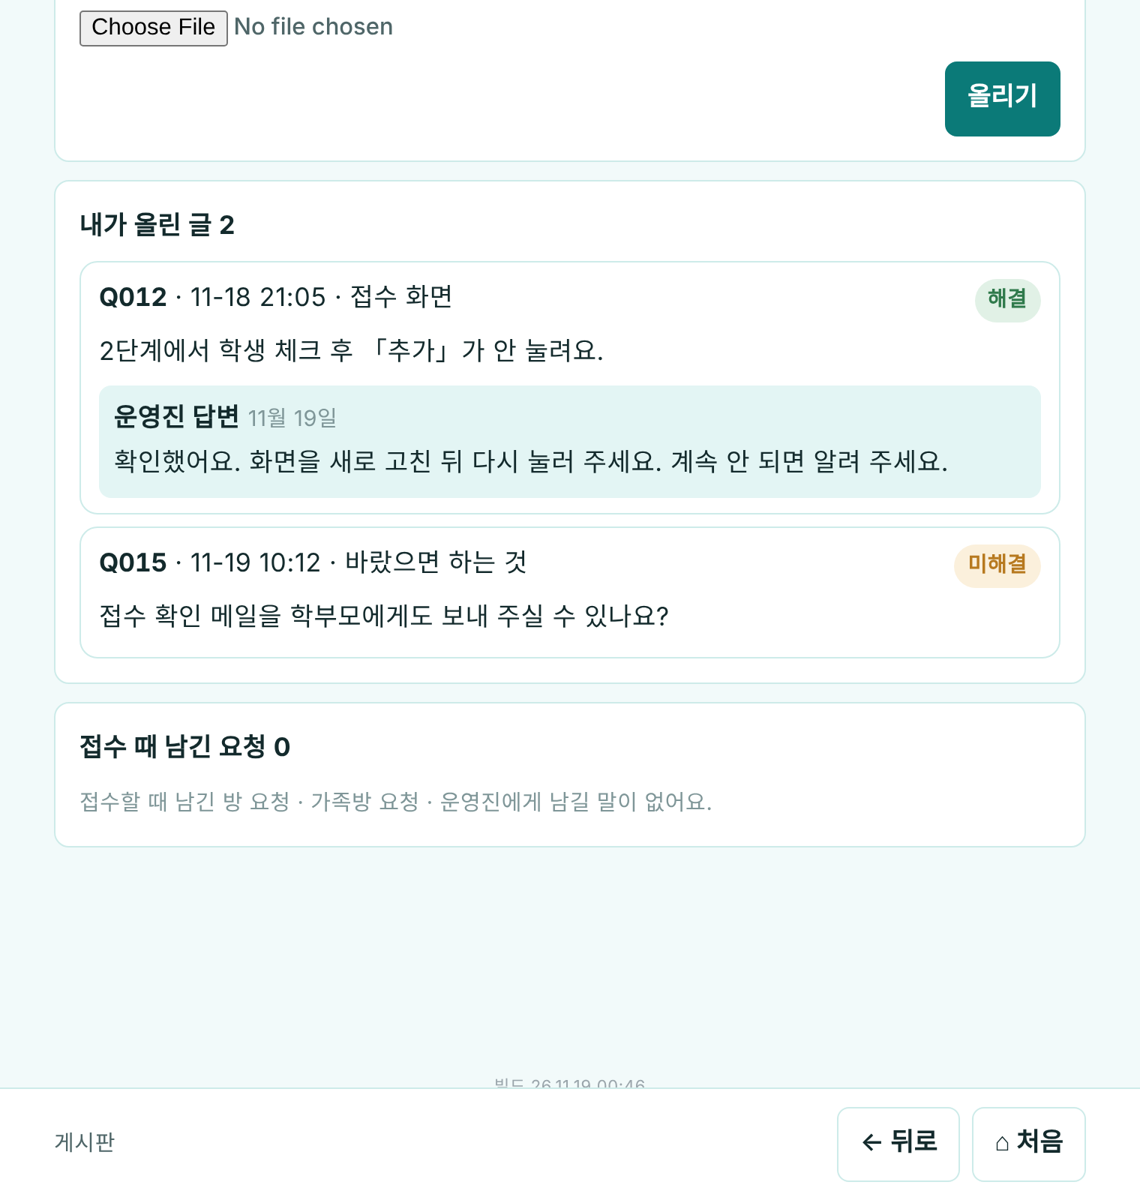 Choose File No file chosen
올리기
내가 올린 글 2
Q012 · 11-18 21:05 · 접수 화면
해결
2단계에서 학생 체크 후 「추가」가 안 눌려요.
운영진 답변 11월 19일
확인했어요. 화면을 새로 고친 뒤 다시 눌러 주세요. 계속 안 되면 알려 주세요.
Q015 · 11-19 10:12 · 바랐으면 하는 것
미해결
접수 확인 메일을 학부모에게도 보내 주실 수 있나요?
접수 때 남긴 요청 0
접수할 때 남긴 방 요청 · 가족방 요청 · 운영진에게 남길 말이 없어요.
빌드 26.11.19 00:46
게시판
← 뒤로
⌂ 처음